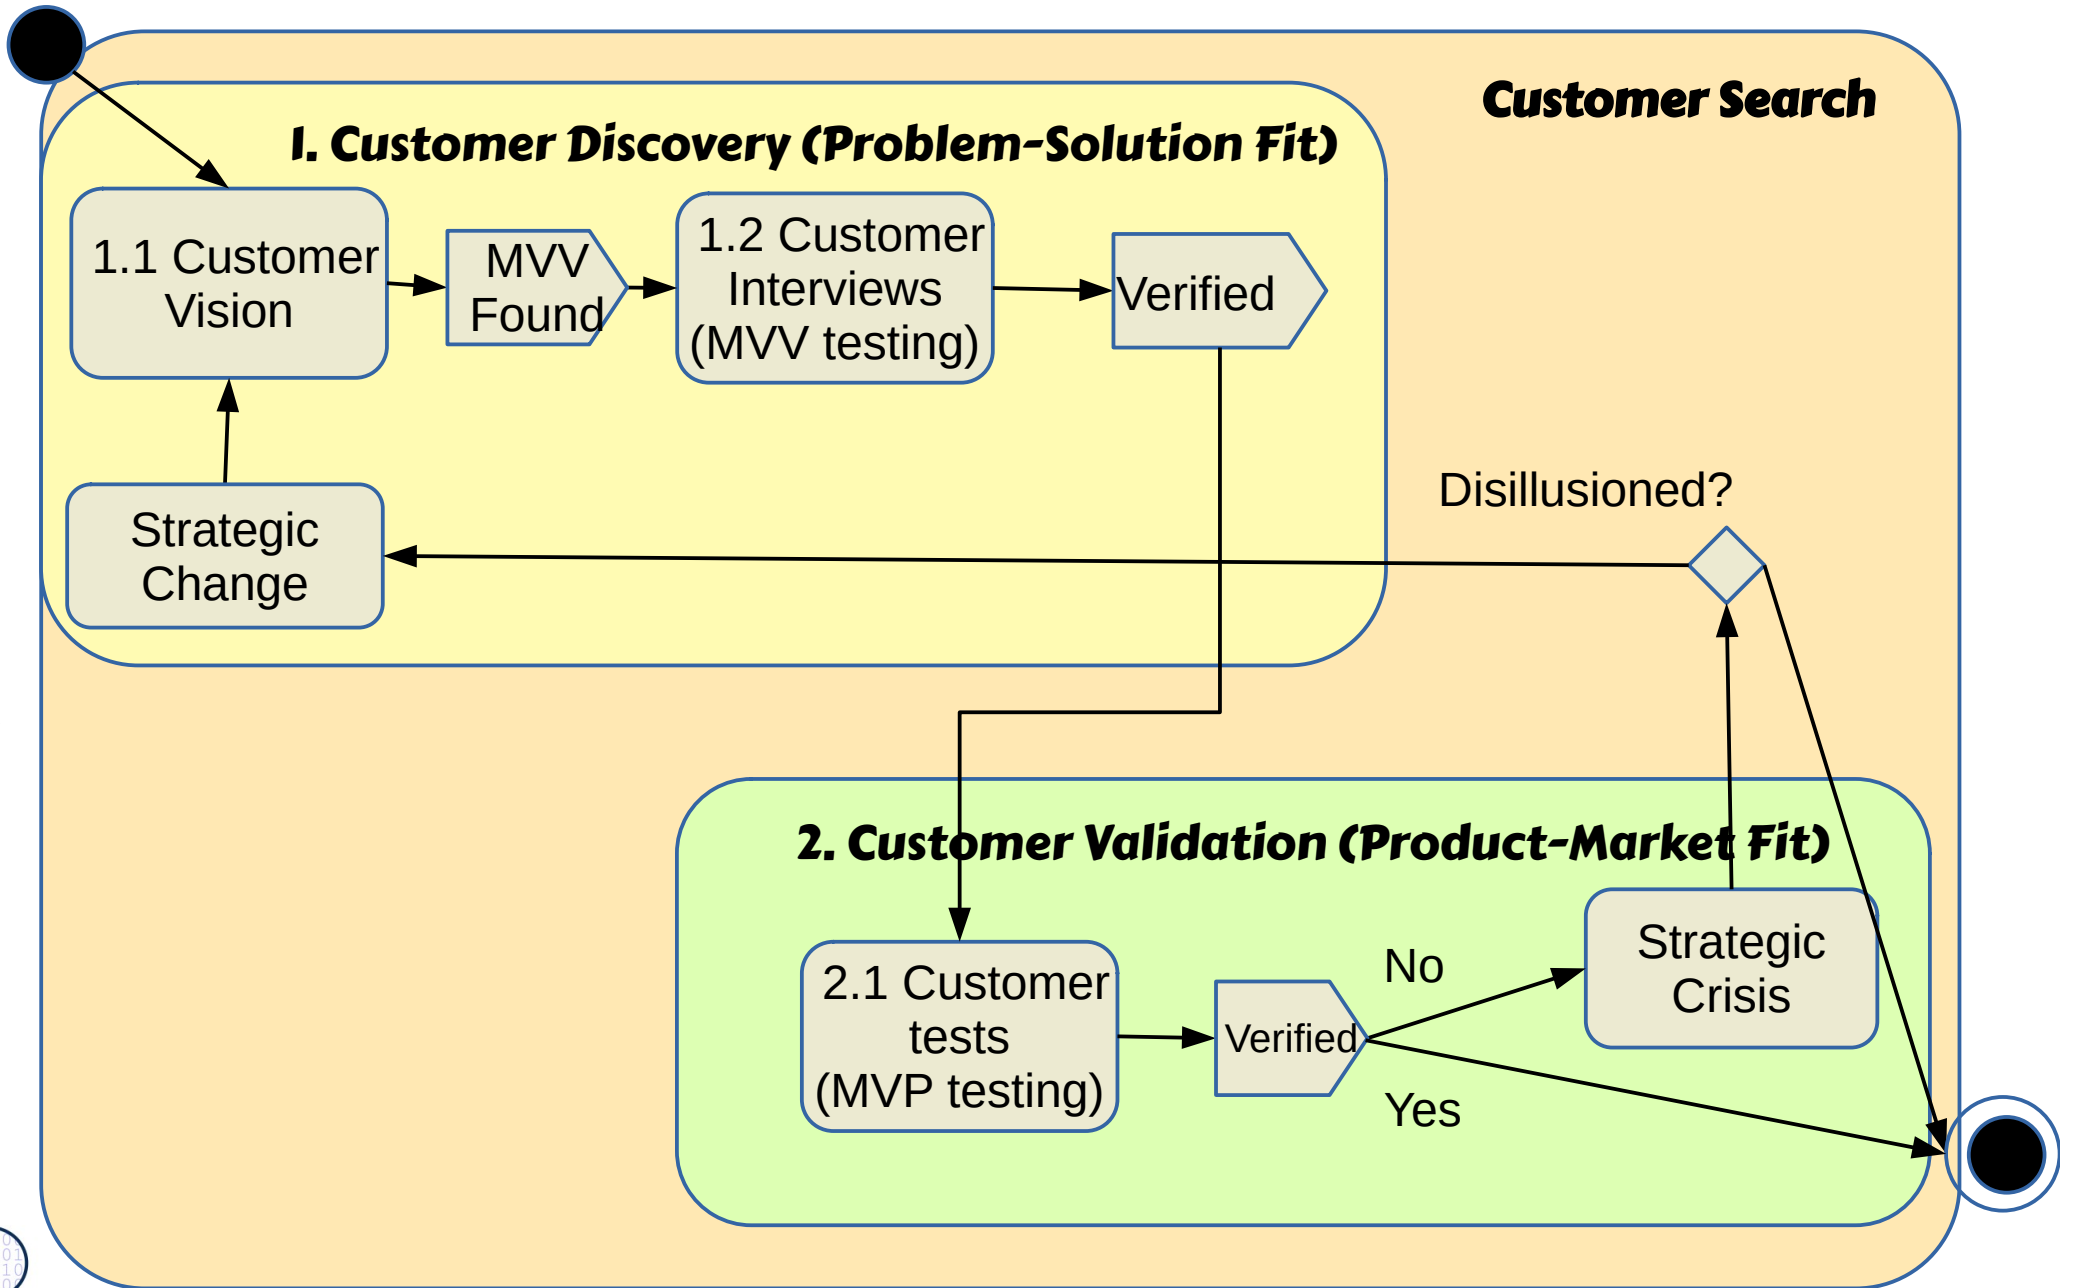 Customer Search
1. Customer Discovery (Problem-Solution Fit)
1.1 Customer
Vision
MVV
Found
1.2 Customer
Interviews
(MVV testing)
Verified
Strategic
Change
Disillusioned?
2. Customer Validation (Product-Market Fit)
2.1 Customer
tests
(MVP testing)
Verified
No
Yes
Strategic
Crisis